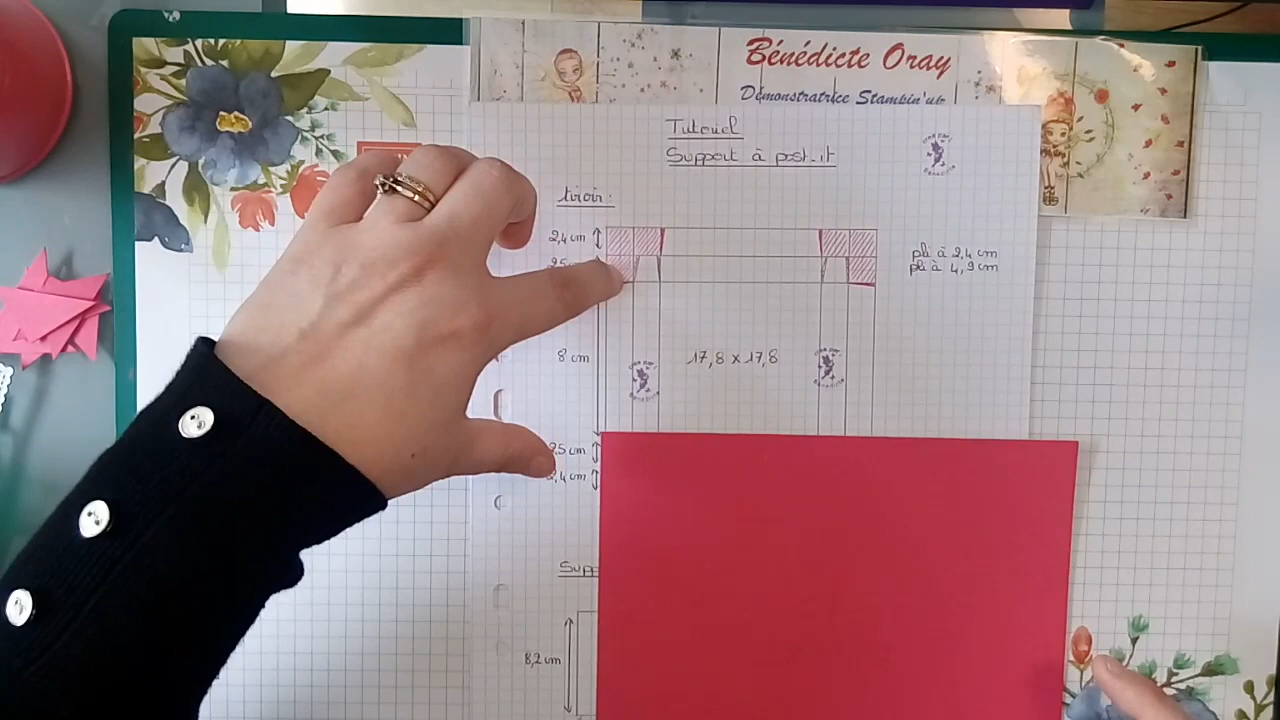 Bénédicte Oray
Démonstratrice Stampin'up
Tutoriel
Support à post-it
tiroir :
2,4 cm
pli à 2,4 cm
pli à 4,9 cm
8 cm
17,8 x 17,8
2,5 cm
2,4 cm
8,2 cm